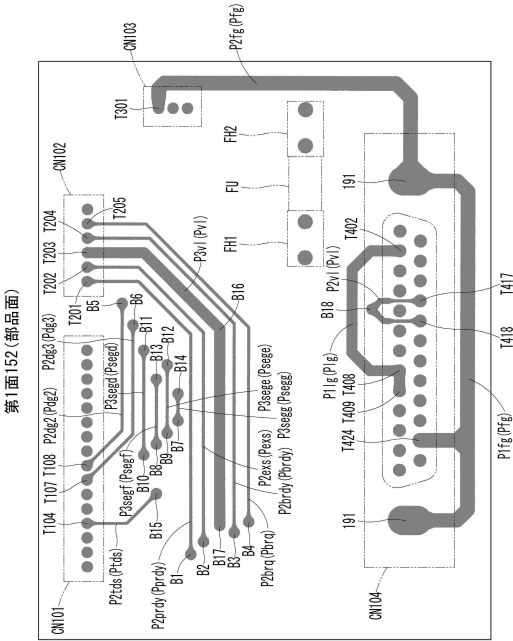 第1面152(部品面)
CN101
T104
T107
T108
P2dg2 (Pdg2)
P2dg3 (Pdg3)
P3segd (Psegd)
P3segf (Psegf)
P2tds (Ptds)
P2prdy (Pprdy)
CN102
T201
T202
T203
T204
T205
B5
B6
B11
B13
B12
B14
B10
B8
B9
B7
B15
B1
B2
B17
B3
B4
P3vl (Pvl)
B16
P3sege (Psege)
P3segg (Psegg)
P2exs (Pexs)
P2brdy (Pbrdy)
P2brq (Pbrq)
CN103
T301
P2fg (Pfg)
FH1
FU
FH2
CN104
191
191
T402
P2vl (Pvl)
B18
P1lg (Plg)
T408
T409
T424
T417
T418
P1fg (Pfg)